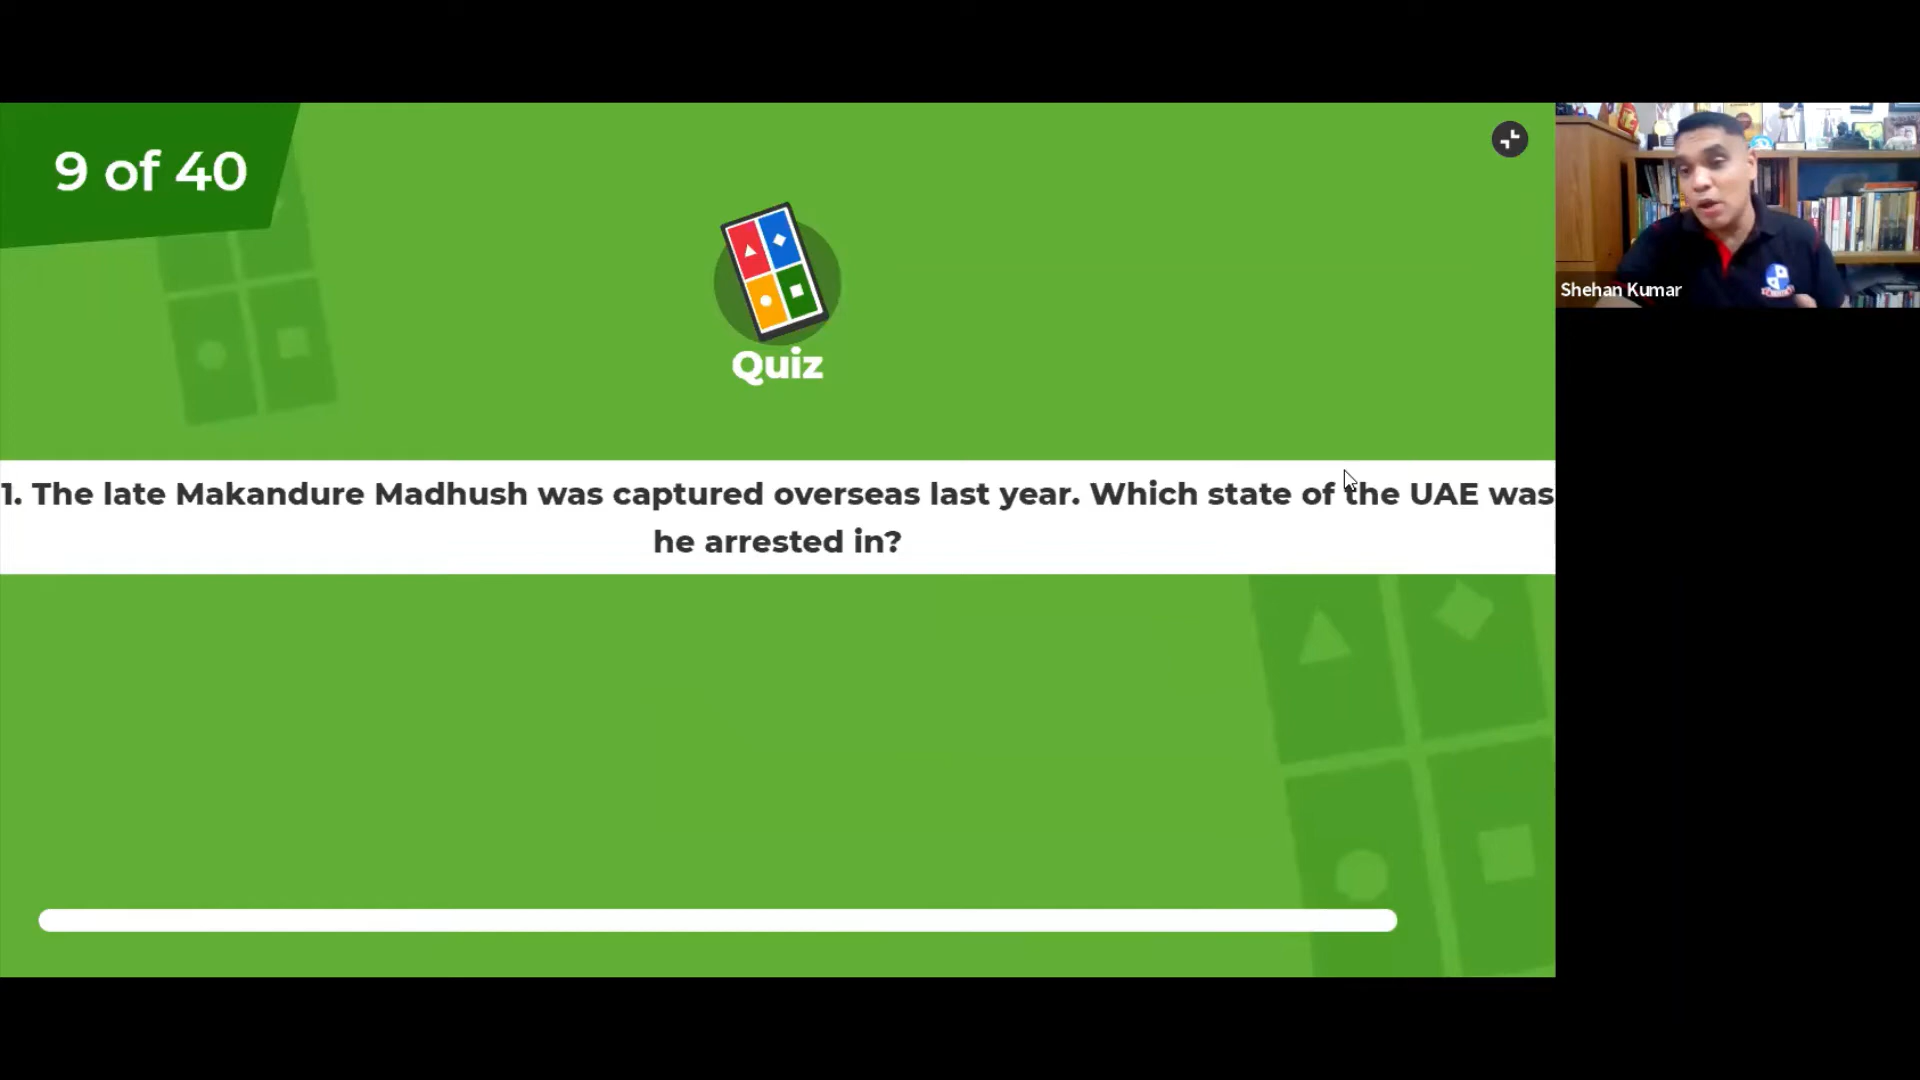 9 of 40
Quiz
1. The late Makandure Madhush was captured overseas last year. Which state of the UAE was
he arrested in?
Shehan Kumar